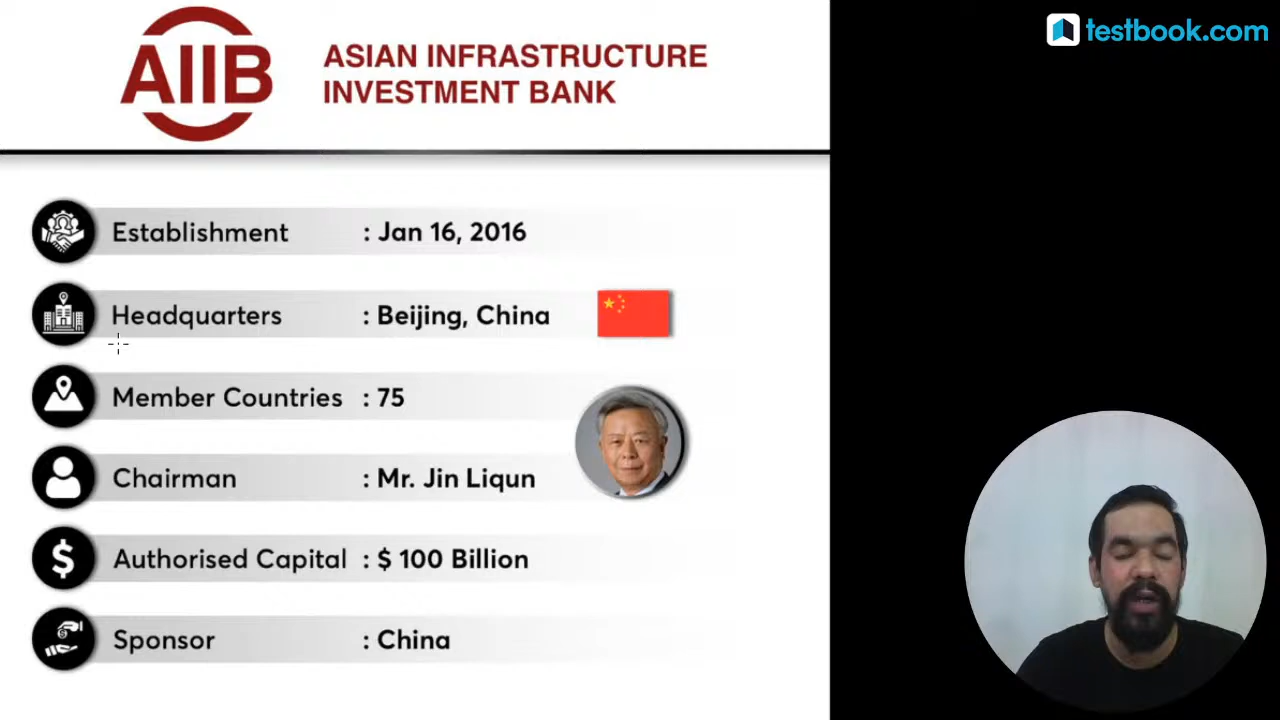 testbook.com
AIIB
ASIAN INFRASTRUCTURE
INVESTMENT BANK
Establishment : Jan 16, 2016
Headquarters : Beijing, China
Member Countries : 75
Chairman : Mr. Jin Liqun
Authorised Capital : $ 100 Billion
Sponsor : China